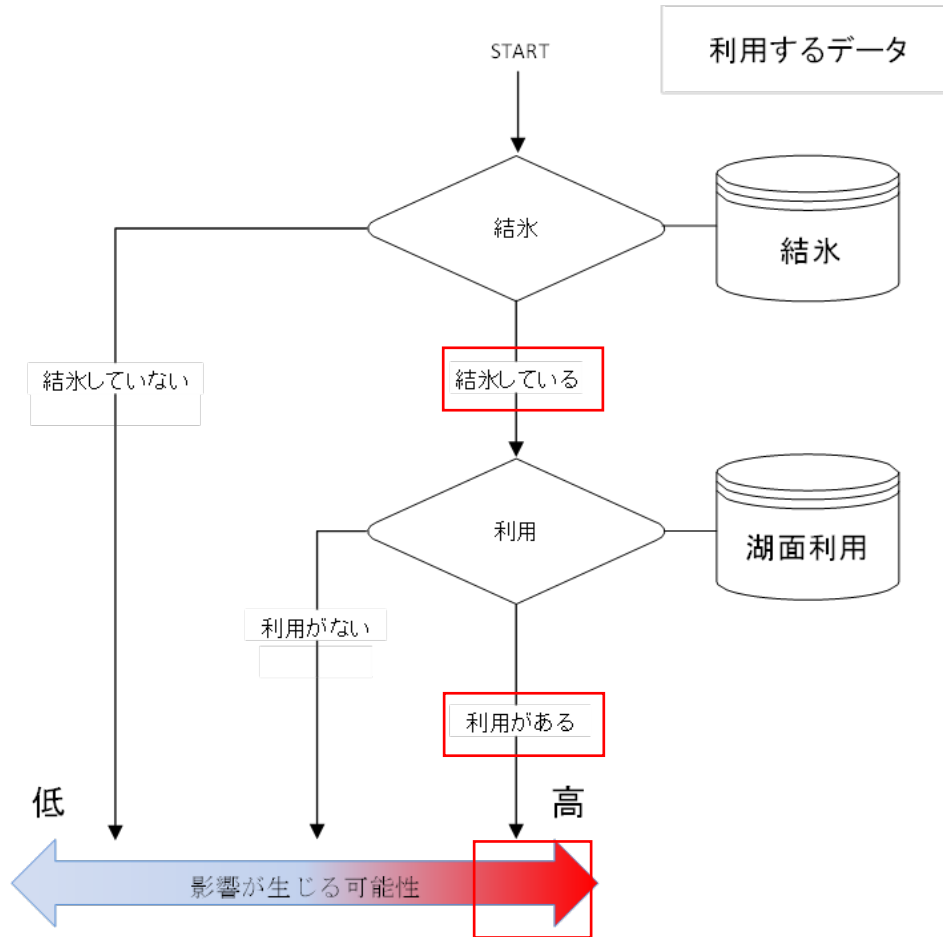 START
利用するデータ
結氷
結氷
結氷していない
結氷している
利用
湖面利用
利用がない
利用がある
低
高
影響が生じる可能性